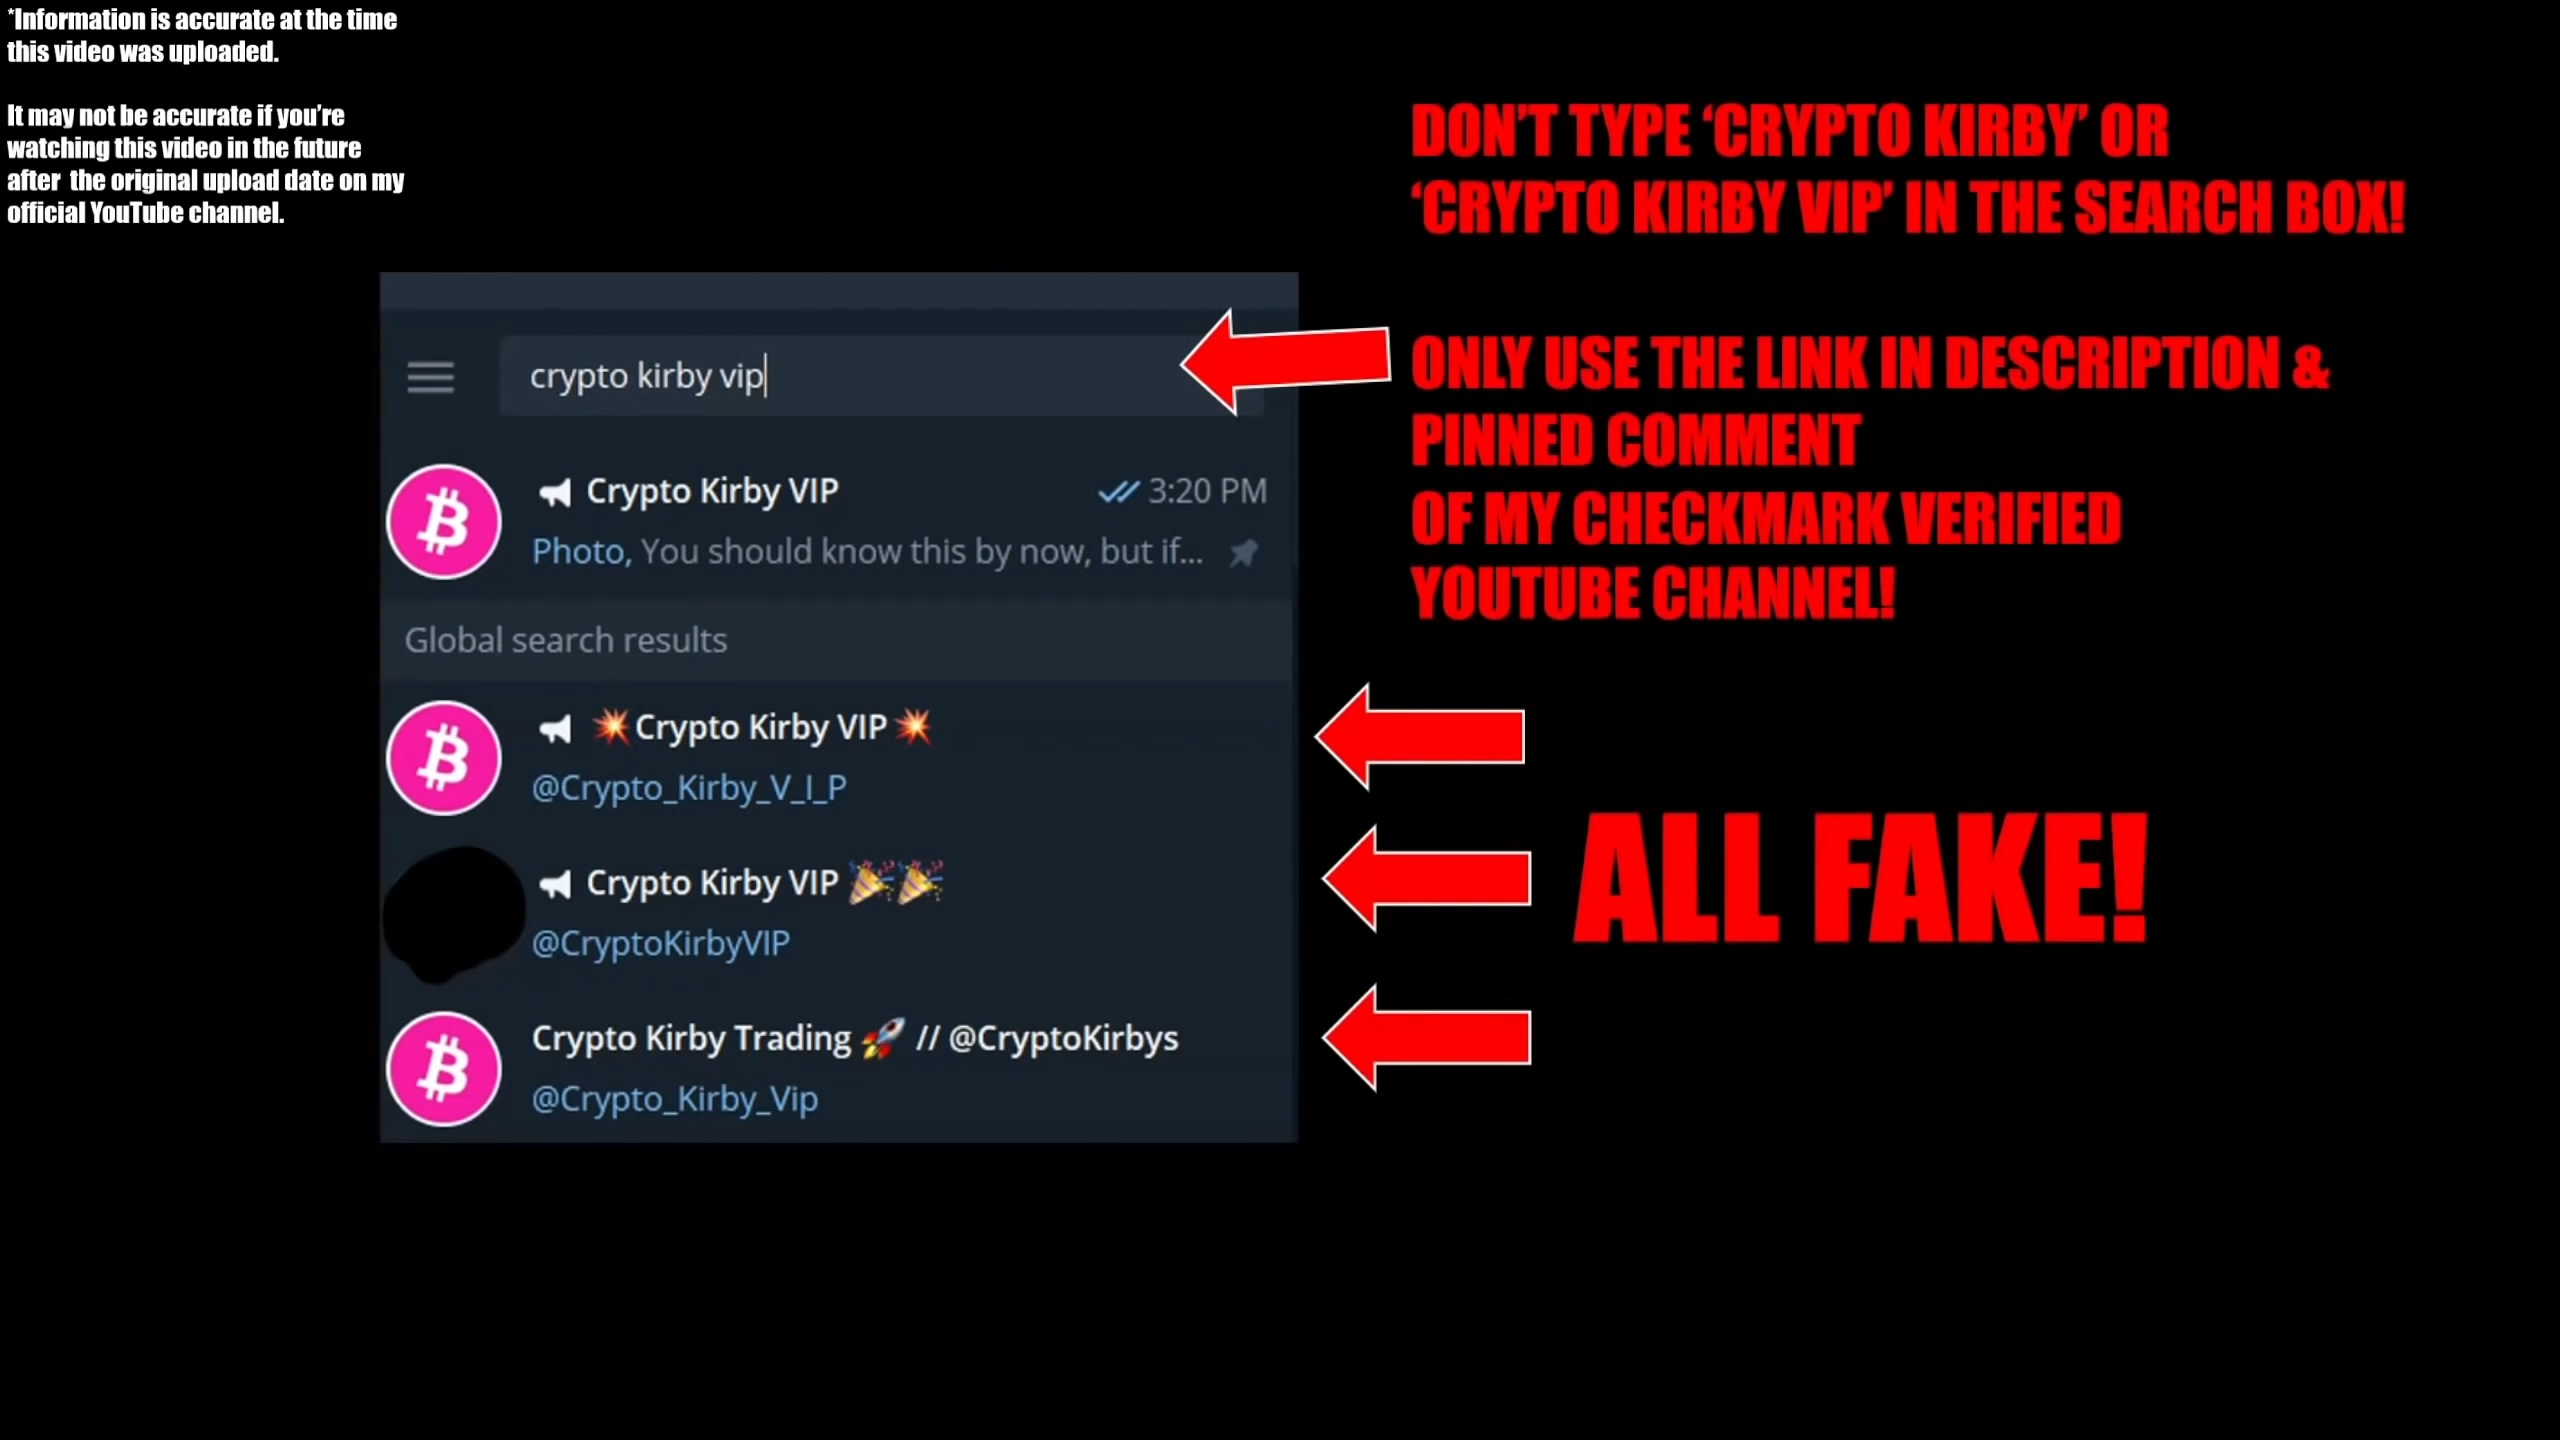 *Information is accurate at the time
this video was uploaded.
It may not be accurate if you're
watching this video in the future
after the original upload date on my
official YouTube channel.
DON'T TYPE 'CRYPTO KIRBY' OR
'CRYPTO KIRBY VIP' IN THE SEARCH BOX!
ONLY USE THE LINK IN DESCRIPTION &
PINNED COMMENT
OF MY CHECKMARK VERIFIED
YOUTUBE CHANNEL!
crypto kirby vip
Crypto Kirby VIP 3:20 PM
Photo, You should know this by now, but if...
Global search results
💥Crypto Kirby VIP💥
@Crypto_Kirby_V_I_P
Crypto Kirby VIP 🎉🎉
@CryptoKirbyVIP
Crypto Kirby Trading 🚀 // @CryptoKirbys
@Crypto_Kirby_Vip
ALL FAKE!